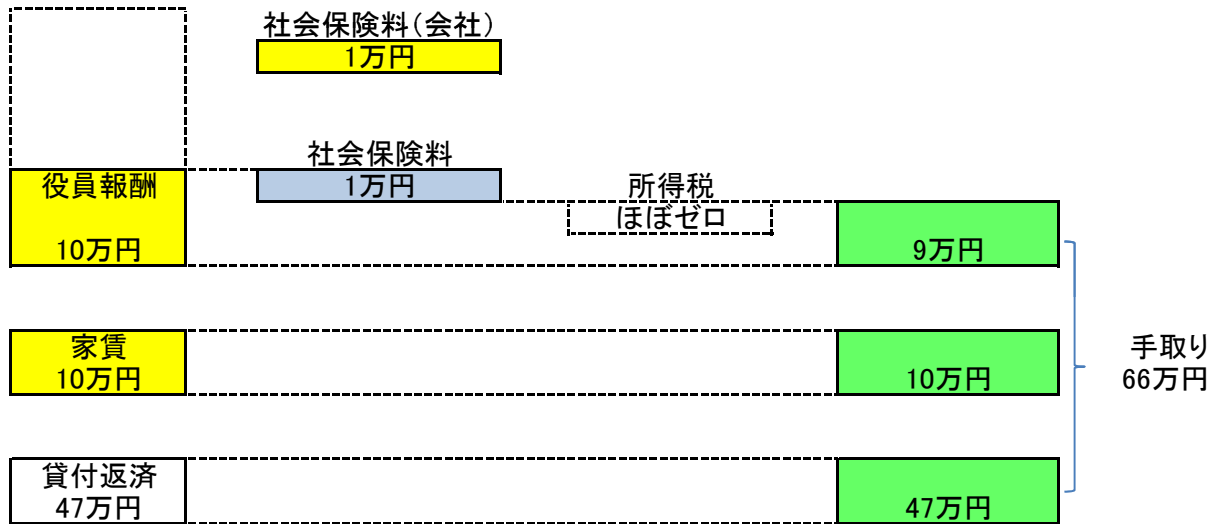 社会保険料(会社)
1万円
社会保険料
役員報酬
1万円
所得税
ほぼゼロ
10万円
9万円
家賃
10万円
10万円
手取り
66万円
貸付返済
47万円
47万円